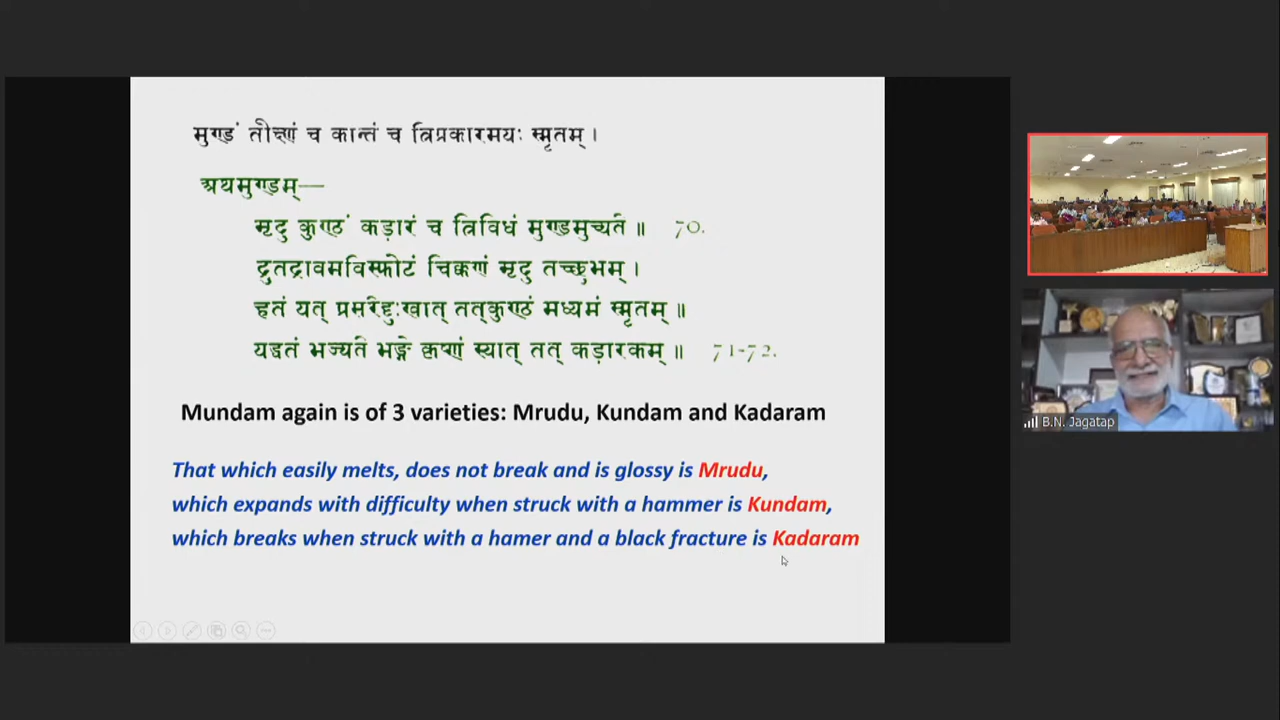 मुण्डं तीक्ष्णं च कान्तं च त्रिप्रकारमयः स्मृतम् ।
अथमुण्डम्—
मृदु कुण्ठं कड़ारं च त्रिविधं मुण्डमुच्यते ॥ 70.
द्रुतद्रावमविस्फोटं चिक्कणं मृदु तच्छुभम् ।
हतं यत् प्रसरेद्दुःखात् तत्कुण्ठं मध्यमं स्मृतम् ॥
यद्धतं भज्यते भङ्गे कृष्णं स्यात् तत् कड़ारकम् ॥ 71-72.
Mundam again is of 3 varieties: Mrudu, Kundam and Kadaram
That which easily melts, does not break and is glossy is Mrudu,
which expands with difficulty when struck with a hammer is Kundam,
which breaks when struck with a hamer and a black fracture is Kadaram
B.N. Jagatap